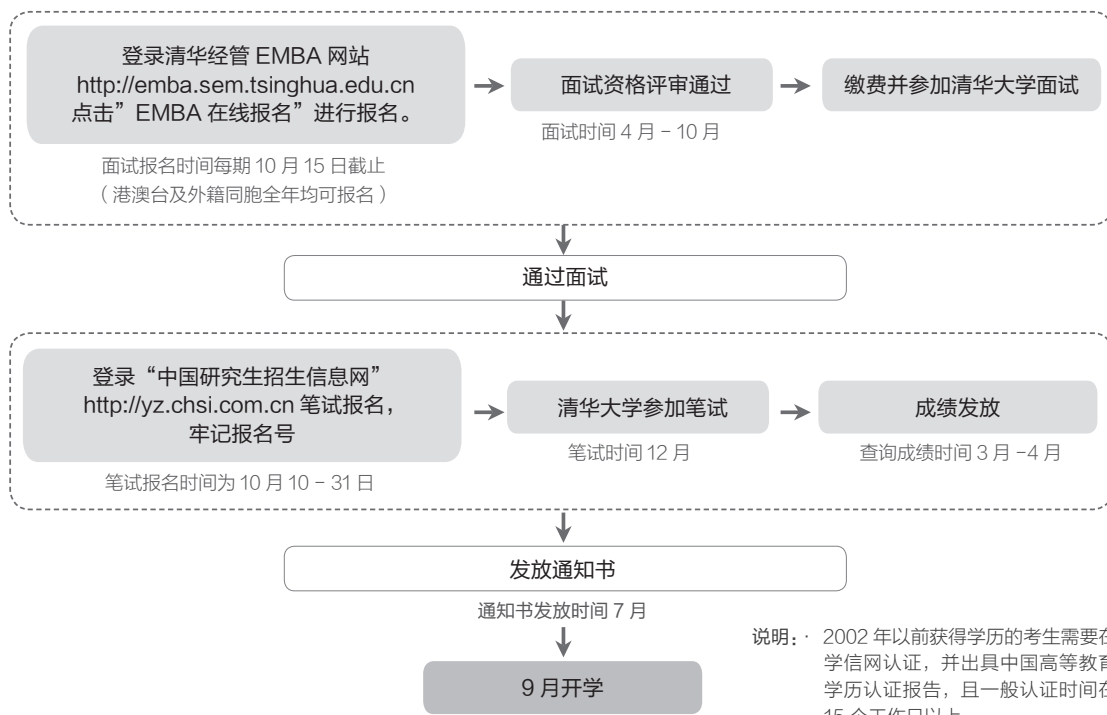 登录清华经管 EMBA 网站
http://emba.sem.tsinghua.edu.cn
点击”EMBA 在线报名”进行报名。
面试资格评审通过
缴费并参加清华大学面试
面试时间 4 月 – 10 月
面试报名时间每期 10 月 15 日截止
（港澳台及外籍同胞全年均可报名）
通过面试
登录“中国研究生招生信息网”
http://yz.chsi.com.cn 笔试报名，
牢记报名号
清华大学参加笔试
成绩发放
笔试时间 12 月
查询成绩时间 3 月 –4 月
笔试报名时间为 10 月 10 – 31 日
发放通知书
通知书发放时间 7 月
9 月开学
说明：· 2002 年以前获得学历的考生需要在
学信网认证，并出具中国高等教育
学历认证报告，且一般认证时间在
15 个工作日以上